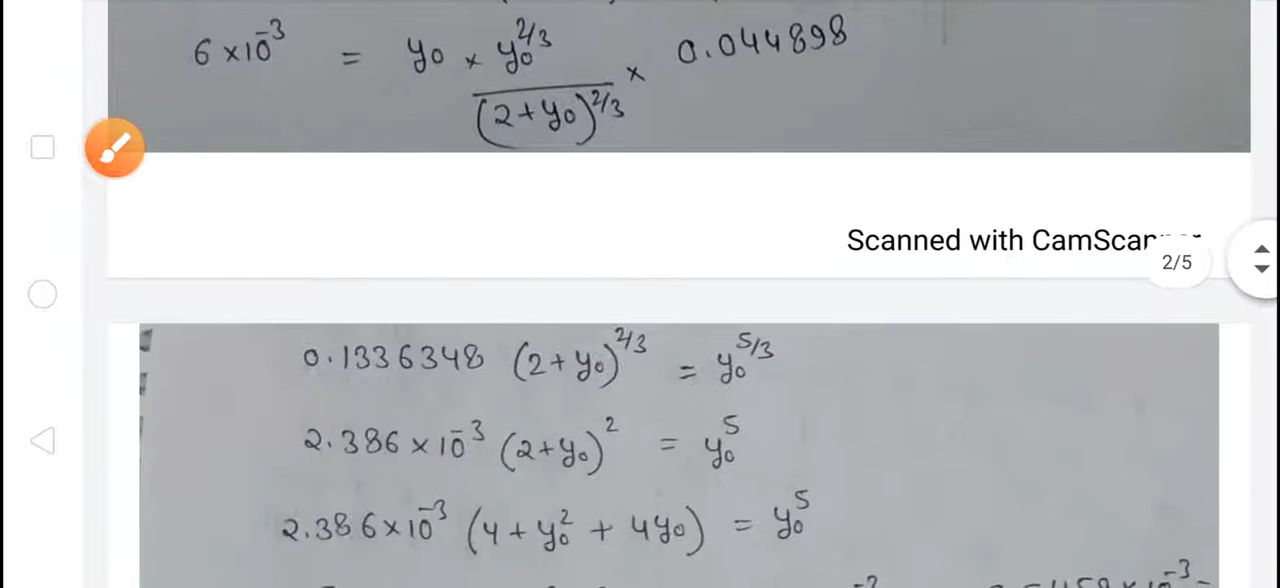 6 × 10⁻³ = y₀ × y₀^2/3 / (2 + y₀)^2/3 × 0.044898
Scanned with CamScanner
2/5
0.1336348 (2 + y₀)^2/3 = y₀^5/3
2.386 × 10⁻³ (2 + y₀)² = y₀⁵
2.386 × 10⁻³ (4 + y₀² + 4y₀) = y₀⁵